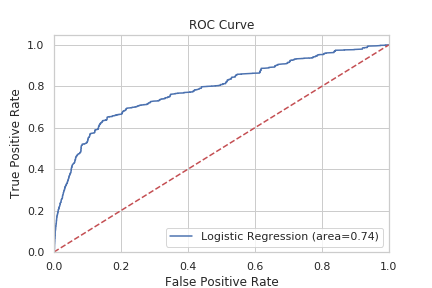 ROC Curve
1.0
0.8
0.6
0.4
0.2
0.0
True Positive Rate
Logistic Regression (area=0.74)
0.0 0.2 0.4 0.6 0.8 1.0
False Positive Rate